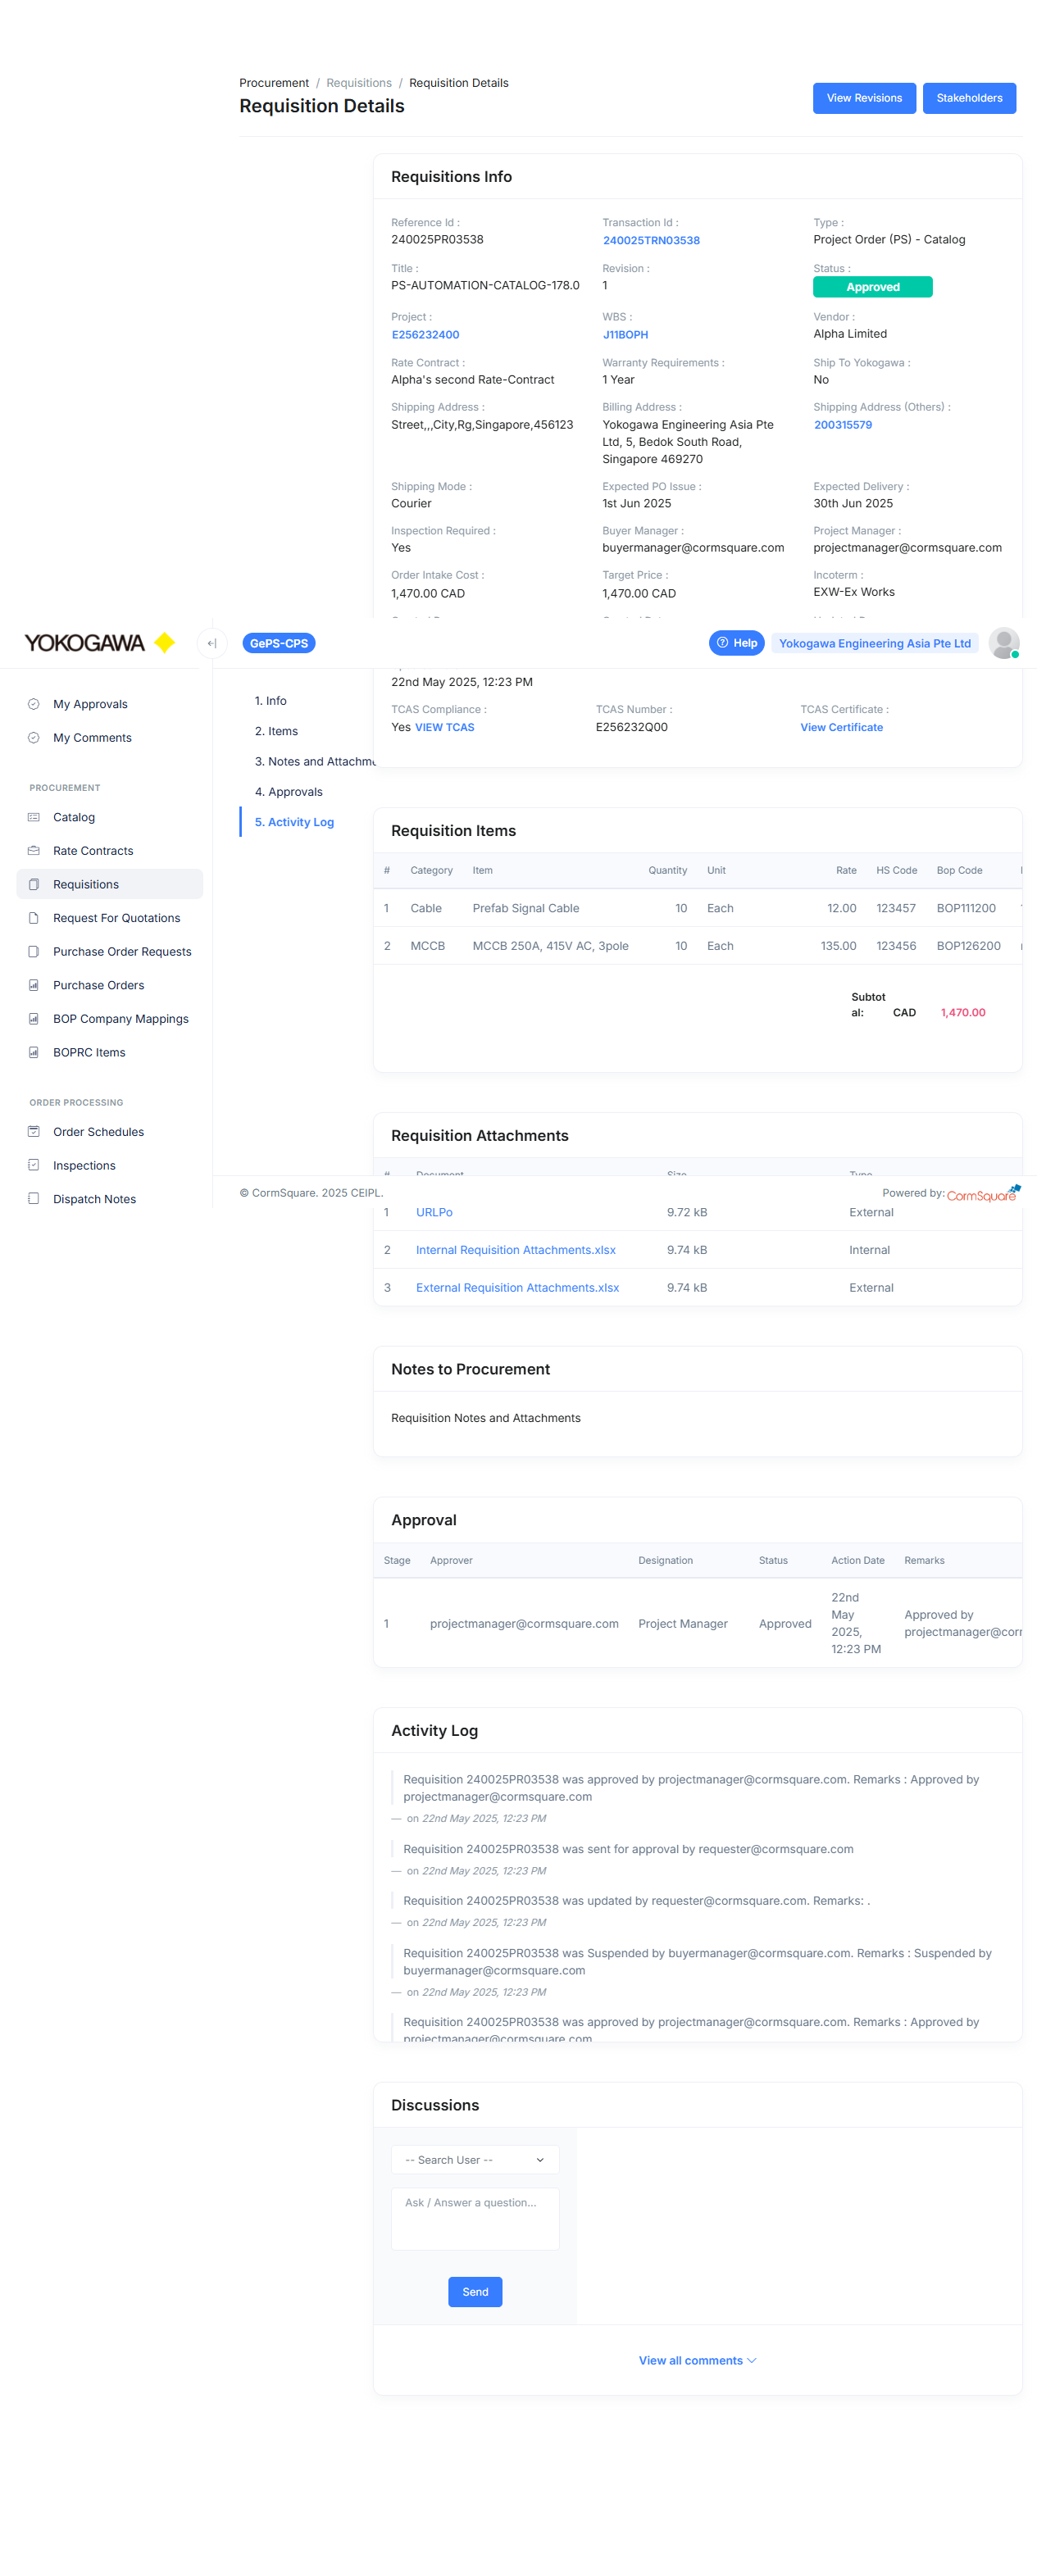 Procurement / Requisitions / Requisition Details
Requisition Details
View Revisions
Stakeholders
Requisitions Info
Reference Id :
240025PR03538
Transaction Id :
240025TRN03538
Type :
Project Order (PS) - Catalog
Title :
PS-AUTOMATION-CATALOG-178.0
Revision :
1
Status :
Approved
Project :
E256232400
WBS :
J11BOPH
Vendor :
Alpha Limited
Rate Contract :
Alpha's second Rate-Contract
Warranty Requirements :
1 Year
Ship To Yokogawa :
No
Shipping Address :
Street,,,City,Rg,Singapore,456123
Billing Address :
Yokogawa Engineering Asia Pte
Ltd, 5, Bedok South Road,
Singapore 469270
Shipping Address (Others) :
200315579
Shipping Mode :
Courier
Expected PO Issue :
1st Jun 2025
Expected Delivery :
30th Jun 2025
Inspection Required :
Yes
Buyer Manager :
buyermanager@cormsquare.com
Project Manager :
projectmanager@cormsquare.com
Order Intake Cost :
1,470.00 CAD
Target Price :
1,470.00 CAD
Incoterm :
EXW-Ex Works
YOKOGAWA
GePS-CPS
Help
Yokogawa Engineering Asia Pte Ltd
22nd May 2025, 12:23 PM
TCAS Compliance :
Yes VIEW TCAS
TCAS Number :
E256232Q00
TCAS Certificate :
View Certificate
My Approvals
My Comments
PROCUREMENT
Catalog
Rate Contracts
Requisitions
Request For Quotations
Purchase Order Requests
Purchase Orders
BOP Company Mappings
BOPRC Items
ORDER PROCESSING
Order Schedules
Inspections
Dispatch Notes
1. Info
2. Items
3. Notes and Attachme
4. Approvals
5. Activity Log
Requisition Items
# Category Item Quantity Unit Rate HS Code Bop Code
1 Cable Prefab Signal Cable 10 Each 12.00 123457 BOP111200
2 MCCB MCCB 250A, 415V AC, 3pole 10 Each 135.00 123456 BOP126200
Subtot
al: CAD 1,470.00
Requisition Attachments
# Document Size Type
© CormSquare. 2025 CEIPL.
Powered by: CormSquare
1 URLPo 9.72 kB External
2 Internal Requisition Attachments.xlsx 9.74 kB Internal
3 External Requisition Attachments.xlsx 9.74 kB External
Notes to Procurement
Requisition Notes and Attachments
Approval
Stage Approver Designation Status Action Date Remarks
1 projectmanager@cormsquare.com Project Manager Approved
22nd
May
2025,
12:23 PM
Approved by
projectmanager@corm
Activity Log
Requisition 240025PR03538 was approved by projectmanager@cormsquare.com. Remarks : Approved by
projectmanager@cormsquare.com
— on 22nd May 2025, 12:23 PM
Requisition 240025PR03538 was sent for approval by requester@cormsquare.com
— on 22nd May 2025, 12:23 PM
Requisition 240025PR03538 was updated by requester@cormsquare.com. Remarks: .
— on 22nd May 2025, 12:23 PM
Requisition 240025PR03538 was Suspended by buyermanager@cormsquare.com. Remarks : Suspended by
buyermanager@cormsquare.com
— on 22nd May 2025, 12:23 PM
Requisition 240025PR03538 was approved by projectmanager@cormsquare.com. Remarks : Approved by
projectmanager@cormsquare.com
Discussions
-- Search User --
Ask / Answer a question...
Send
View all comments